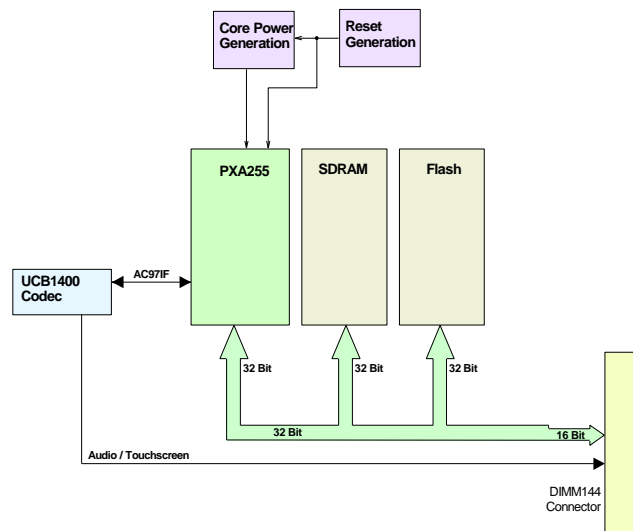 Core Power
Generation
Reset
Generation
PXA255
SDRAM
Flash
AC97IF
UCB1400
Codec
32 Bit
32 Bit
32 Bit
32 Bit
16 Bit
Audio / Touchscreen
DIMM144
Connector